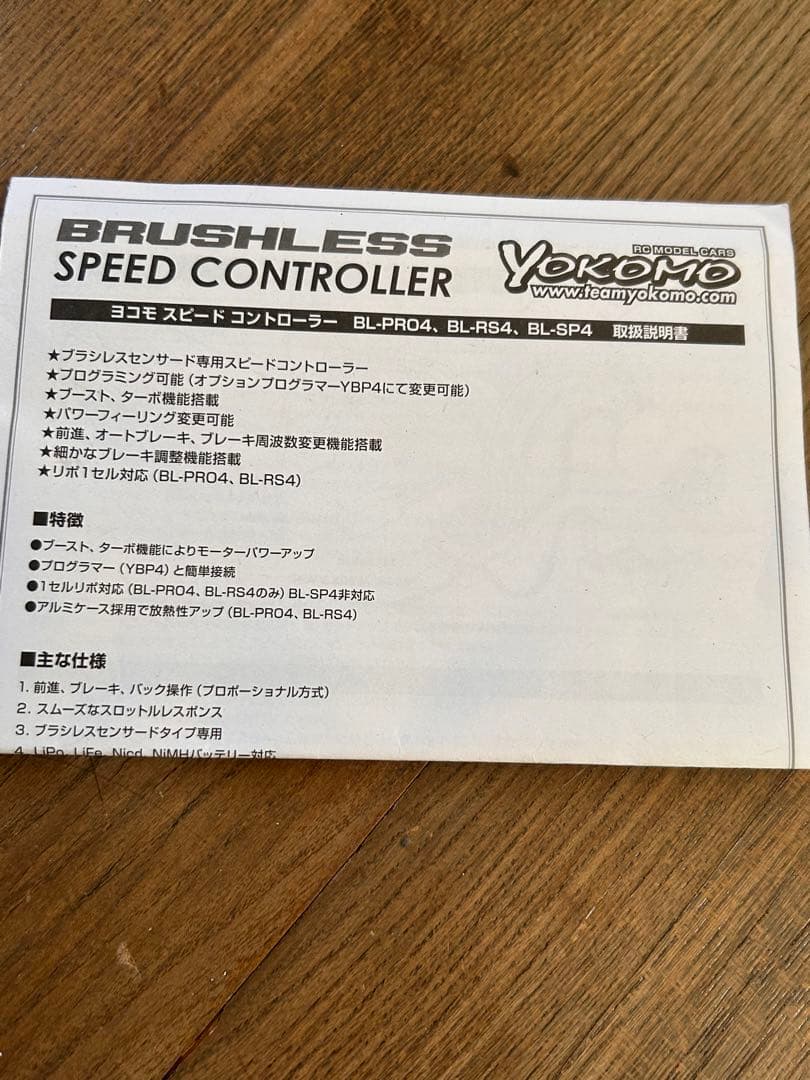 BRUSHLESS
SPEED CONTROLLER
RC MODEL CARS
YOKOMO
www.teamyokomo.com
ヨコモ スピード コントローラー BL-PRO4、BL-RS4、BL-SP4 取扱説明書
★ブラシレスセンサード専用スピードコントローラー
★プログラミング可能（オプションプログラマーYBP4にて変更可能）
★ブースト、ターボ機能搭載
★パワーフィーリング変更可能
★前進、オートブレーキ、ブレーキ周波数変更機能搭載
★細かなブレーキ調整機能搭載
★リポ1セル対応（BL-PRO4、BL-RS4）
■特徴
●ブースト、ターボ機能によりモーターパワーアップ
●プログラマー（YBP4）と簡単接続
●1セルリポ対応（BL-PRO4、BL-RS4のみ）BL-SP4非対応
●アルミケース採用で放熱性アップ（BL-PRO4、BL-RS4）
■主な仕様
1. 前進、ブレーキ、バック操作（プロポーショナル方式）
2. スムーズなスロットルレスポンス
3. ブラシレスセンサードタイプ専用
4. LiPo、LiFe、Nicd、NiMHバッテリー対応